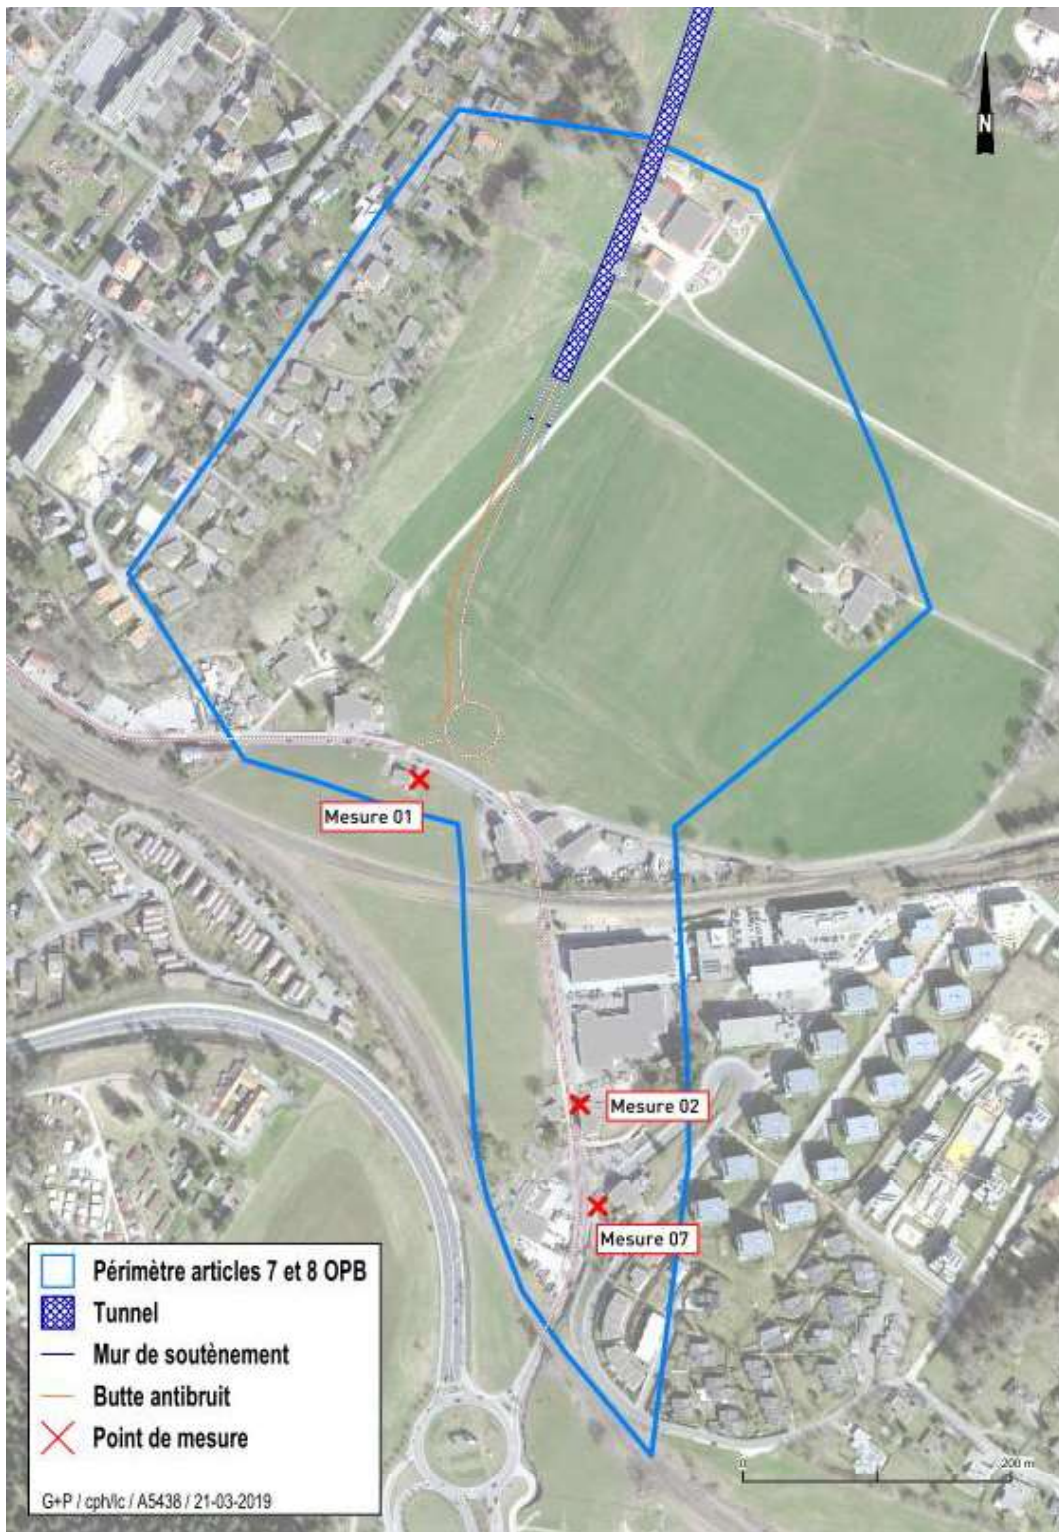 N
Mesure 01
Mesure 02
Mesure 07
Périmètre articles 7 et 8 OPB
Tunnel
Mur de soutènement
Butte antibruit
Point de mesure
G+P / cph/lc / A5438 / 21-03-2019
0 200 m